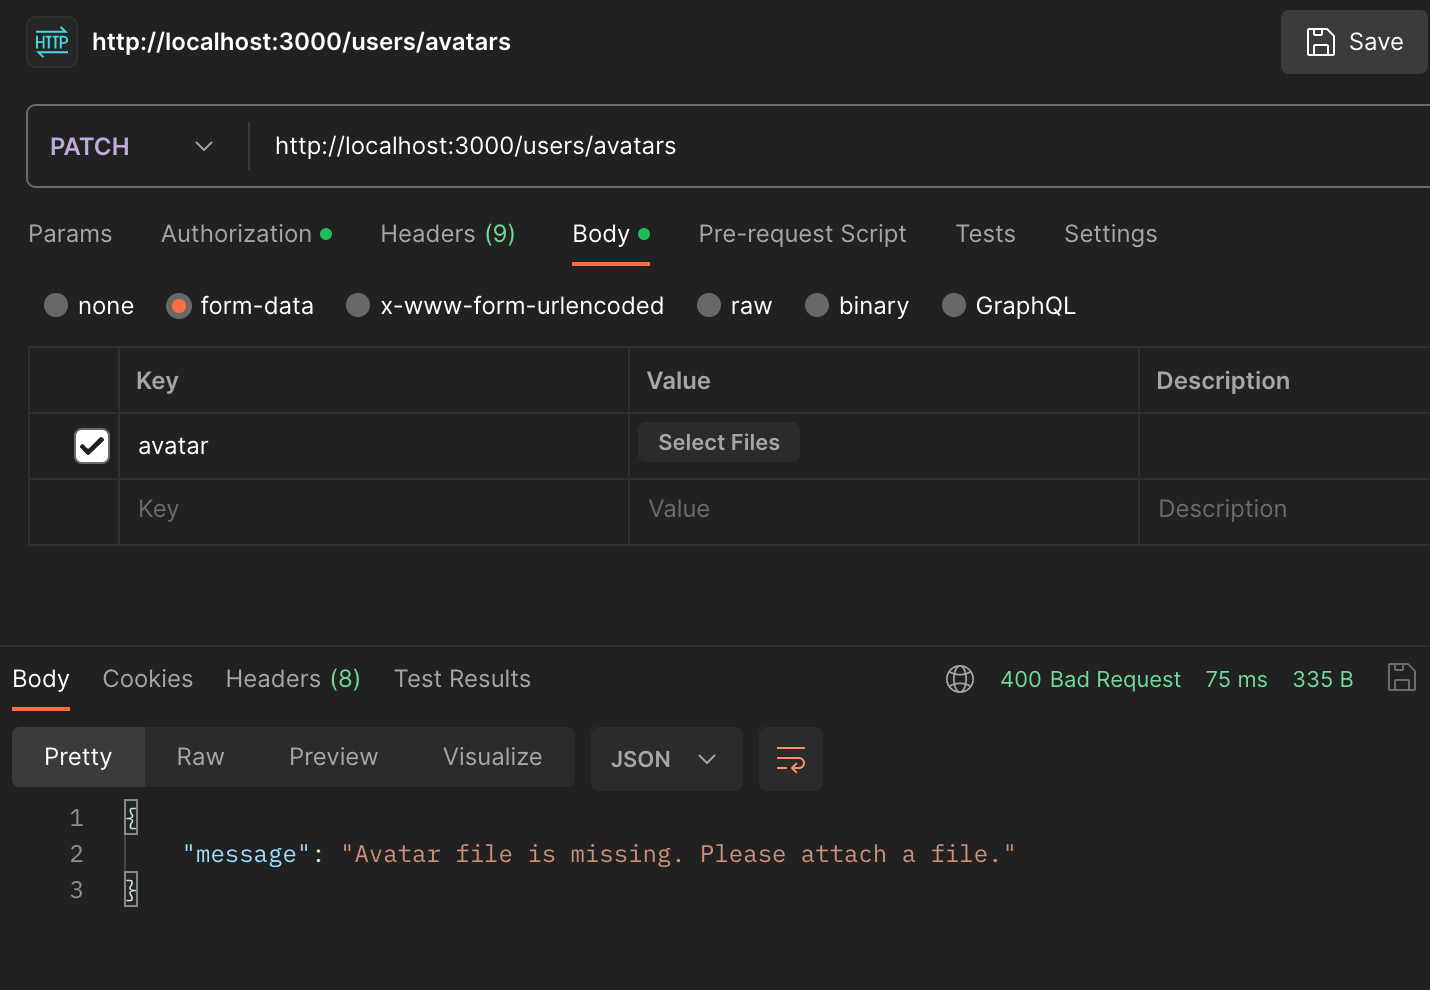 HTTP http://localhost:3000/users/avatars Save
PATCH http://localhost:3000/users/avatars
Params Authorization Headers (9) Body Pre-request Script Tests Settings
none form-data x-www-form-urlencoded raw binary GraphQL
Key Value Description
avatar Select Files
Key Value Description
Body Cookies Headers (8) Test Results 400 Bad Request 75 ms 335 B
Pretty Raw Preview Visualize JSON
1 {
2 "message": "Avatar file is missing. Please attach a file."
3 }